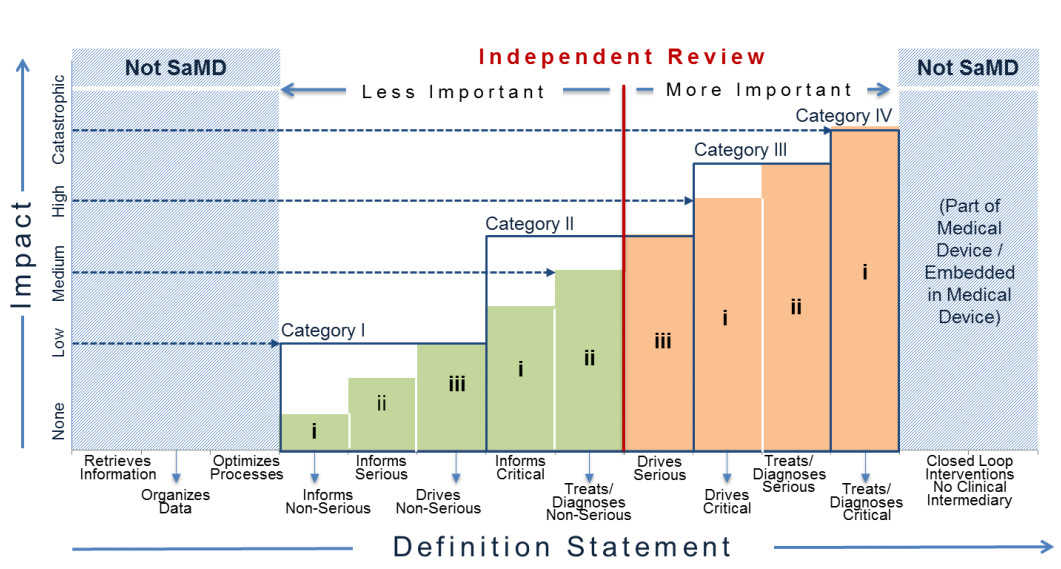 Independent Review
Not SaMD
Less Important
More Important
Not SaMD
Impact
Catastrophic
High
Medium
Low
None
Category I
Category II
Category III
Category IV
i
ii
iii
i
ii
iii
i
ii
i
(Part of
Medical
Device /
Embedded
in Medical
Device)
Retrieves
Information
Organizes
Data
Optimizes
Processes
Informs
Non-Serious
Informs
Serious
Drives
Non-Serious
Informs
Critical
Treats/
Diagnoses
Non-Serious
Drives
Serious
Drives
Critical
Treats/
Diagnoses
Serious
Treats/
Diagnoses
Critical
Closed Loop
Interventions
No Clinical
Intermediary
Definition Statement